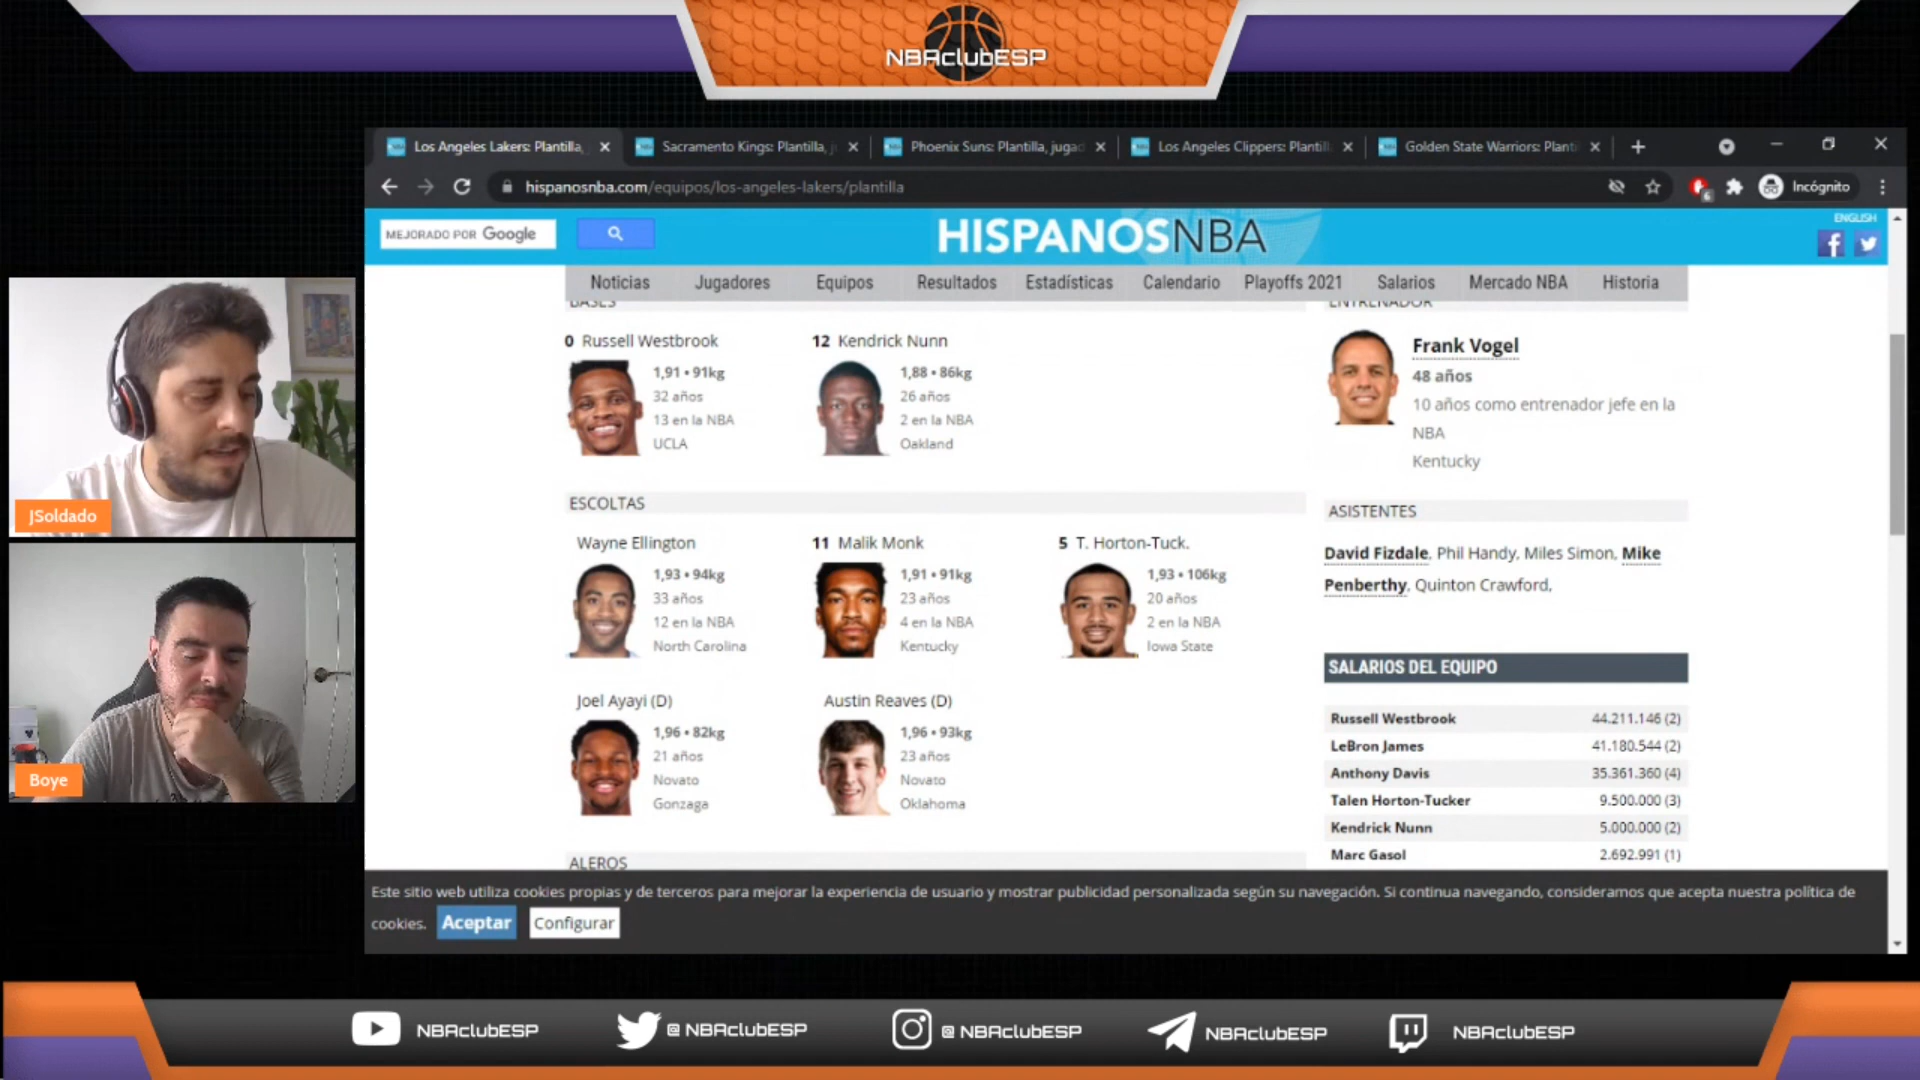 NBAclubESP
Los Angeles Lakers: Plantilla,
Sacramento Kings: Plantilla, j
Phoenix Suns: Plantilla, jugad
Los Angeles Clippers: Plantill
Golden State Warriors: Planti
hispanosnba.com/equipos/los-angeles-lakers/plantilla
6
Incógnito
MEJORADO POR Google
HISPANOSNBA
ENGLISH
Noticias Jugadores Equipos Resultados Estadísticas Calendario Playoffs 2021 Salarios Mercado NBA Historia
BASES
ENTRENADOR
0 Russell Westbrook
1,91 • 91kg
32 años
13 en la NBA
UCLA
12 Kendrick Nunn
1,88 • 86kg
26 años
2 en la NBA
Oakland
Frank Vogel
48 años
10 años como entrenador jefe en la
NBA
Kentucky
ESCOLTAS
Wayne Ellington
1,93 • 94kg
33 años
12 en la NBA
North Carolina
11 Malik Monk
1,91 • 91kg
23 años
4 en la NBA
Kentucky
5 T. Horton-Tuck.
1,93 • 106kg
20 años
2 en la NBA
Iowa State
Joel Ayayi (D)
1,96 • 82kg
21 años
Novato
Gonzaga
Austin Reaves (D)
1,96 • 93kg
23 años
Novato
Oklahoma
ALEROS
ASISTENTES
David Fizdale, Phil Handy, Miles Simon, Mike
Penberthy, Quinton Crawford,
SALARIOS DEL EQUIPO
Russell Westbrook 44.211.146 (2)
LeBron James 41.180.544 (2)
Anthony Davis 35.361.360 (4)
Talen Horton-Tucker 9.500.000 (3)
Kendrick Nunn 5.000.000 (2)
Marc Gasol 2.692.991 (1)
Este sitio web utiliza cookies propias y de terceros para mejorar la experiencia de usuario y mostrar publicidad personalizada según su navegación. Si continua navegando, consideramos que acepta nuestra política de
cookies. Aceptar Configurar
JSoldado
Boye
NBAclubESP
@ NBAclubESP
@ NBAclubESP
NBAclubESP
NBAclubESP